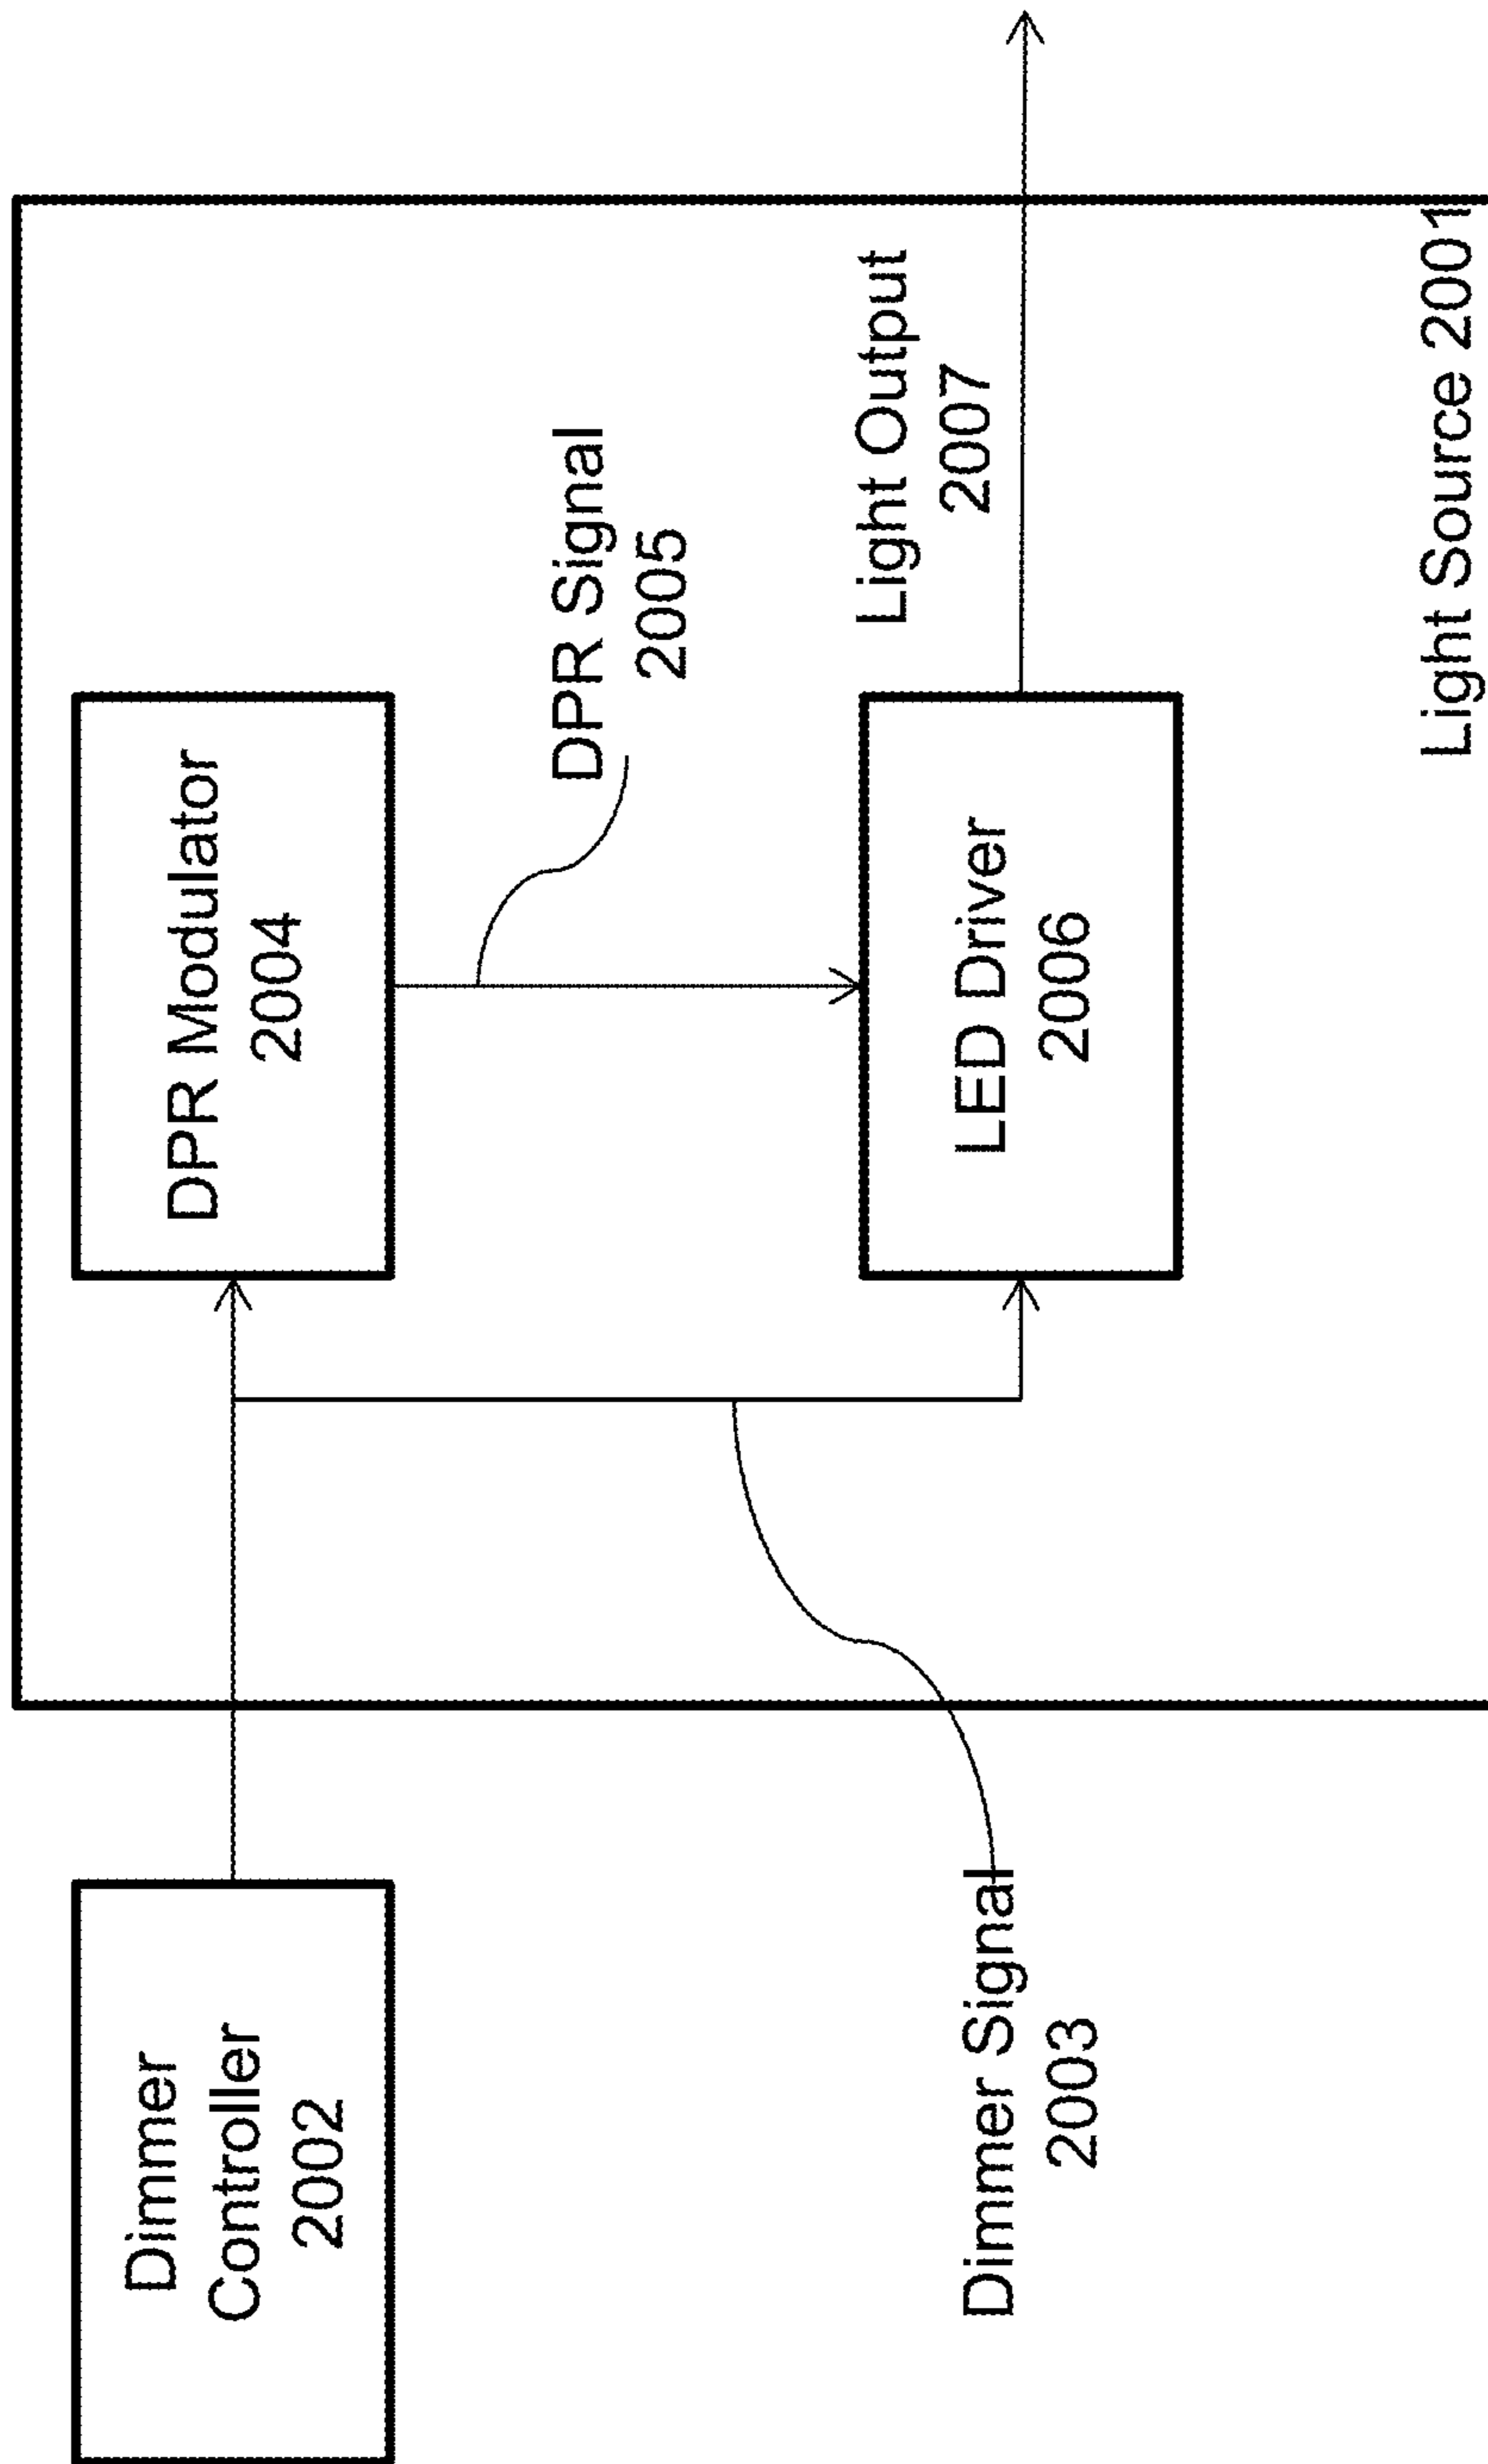 Dimmer
Controller
2002
DPR Modulator
2004
DPR Signal
2005
Light Output
2007
LED Driver
2006
Dimmer Signal
2003
Light Source 2001